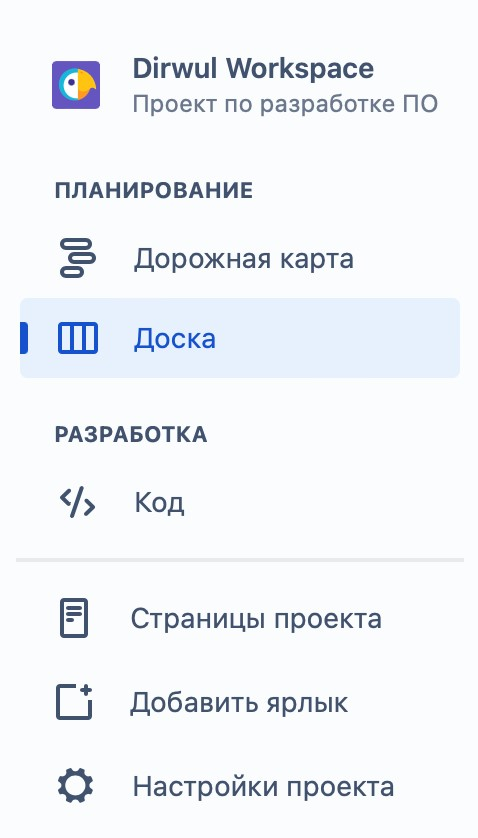 Dirwul Workspace
Проект по разработке ПО
ПЛАНИРОВАНИЕ
Дорожная карта
Доска
РАЗРАБОТКА
Код
Страницы проекта
Добавить ярлык
Настройки проекта